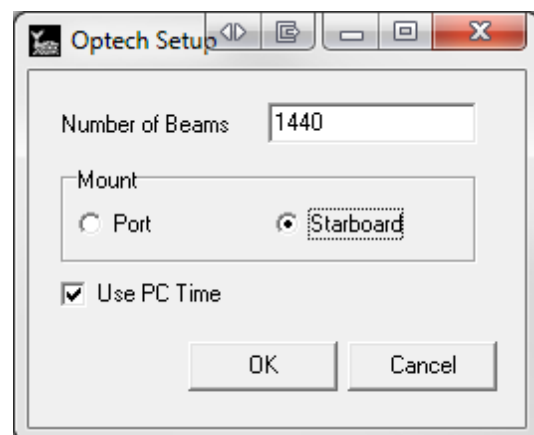 Optech Setup
Number of Beams 1440
Mount
Port Starboard
Use PC Time
OK Cancel